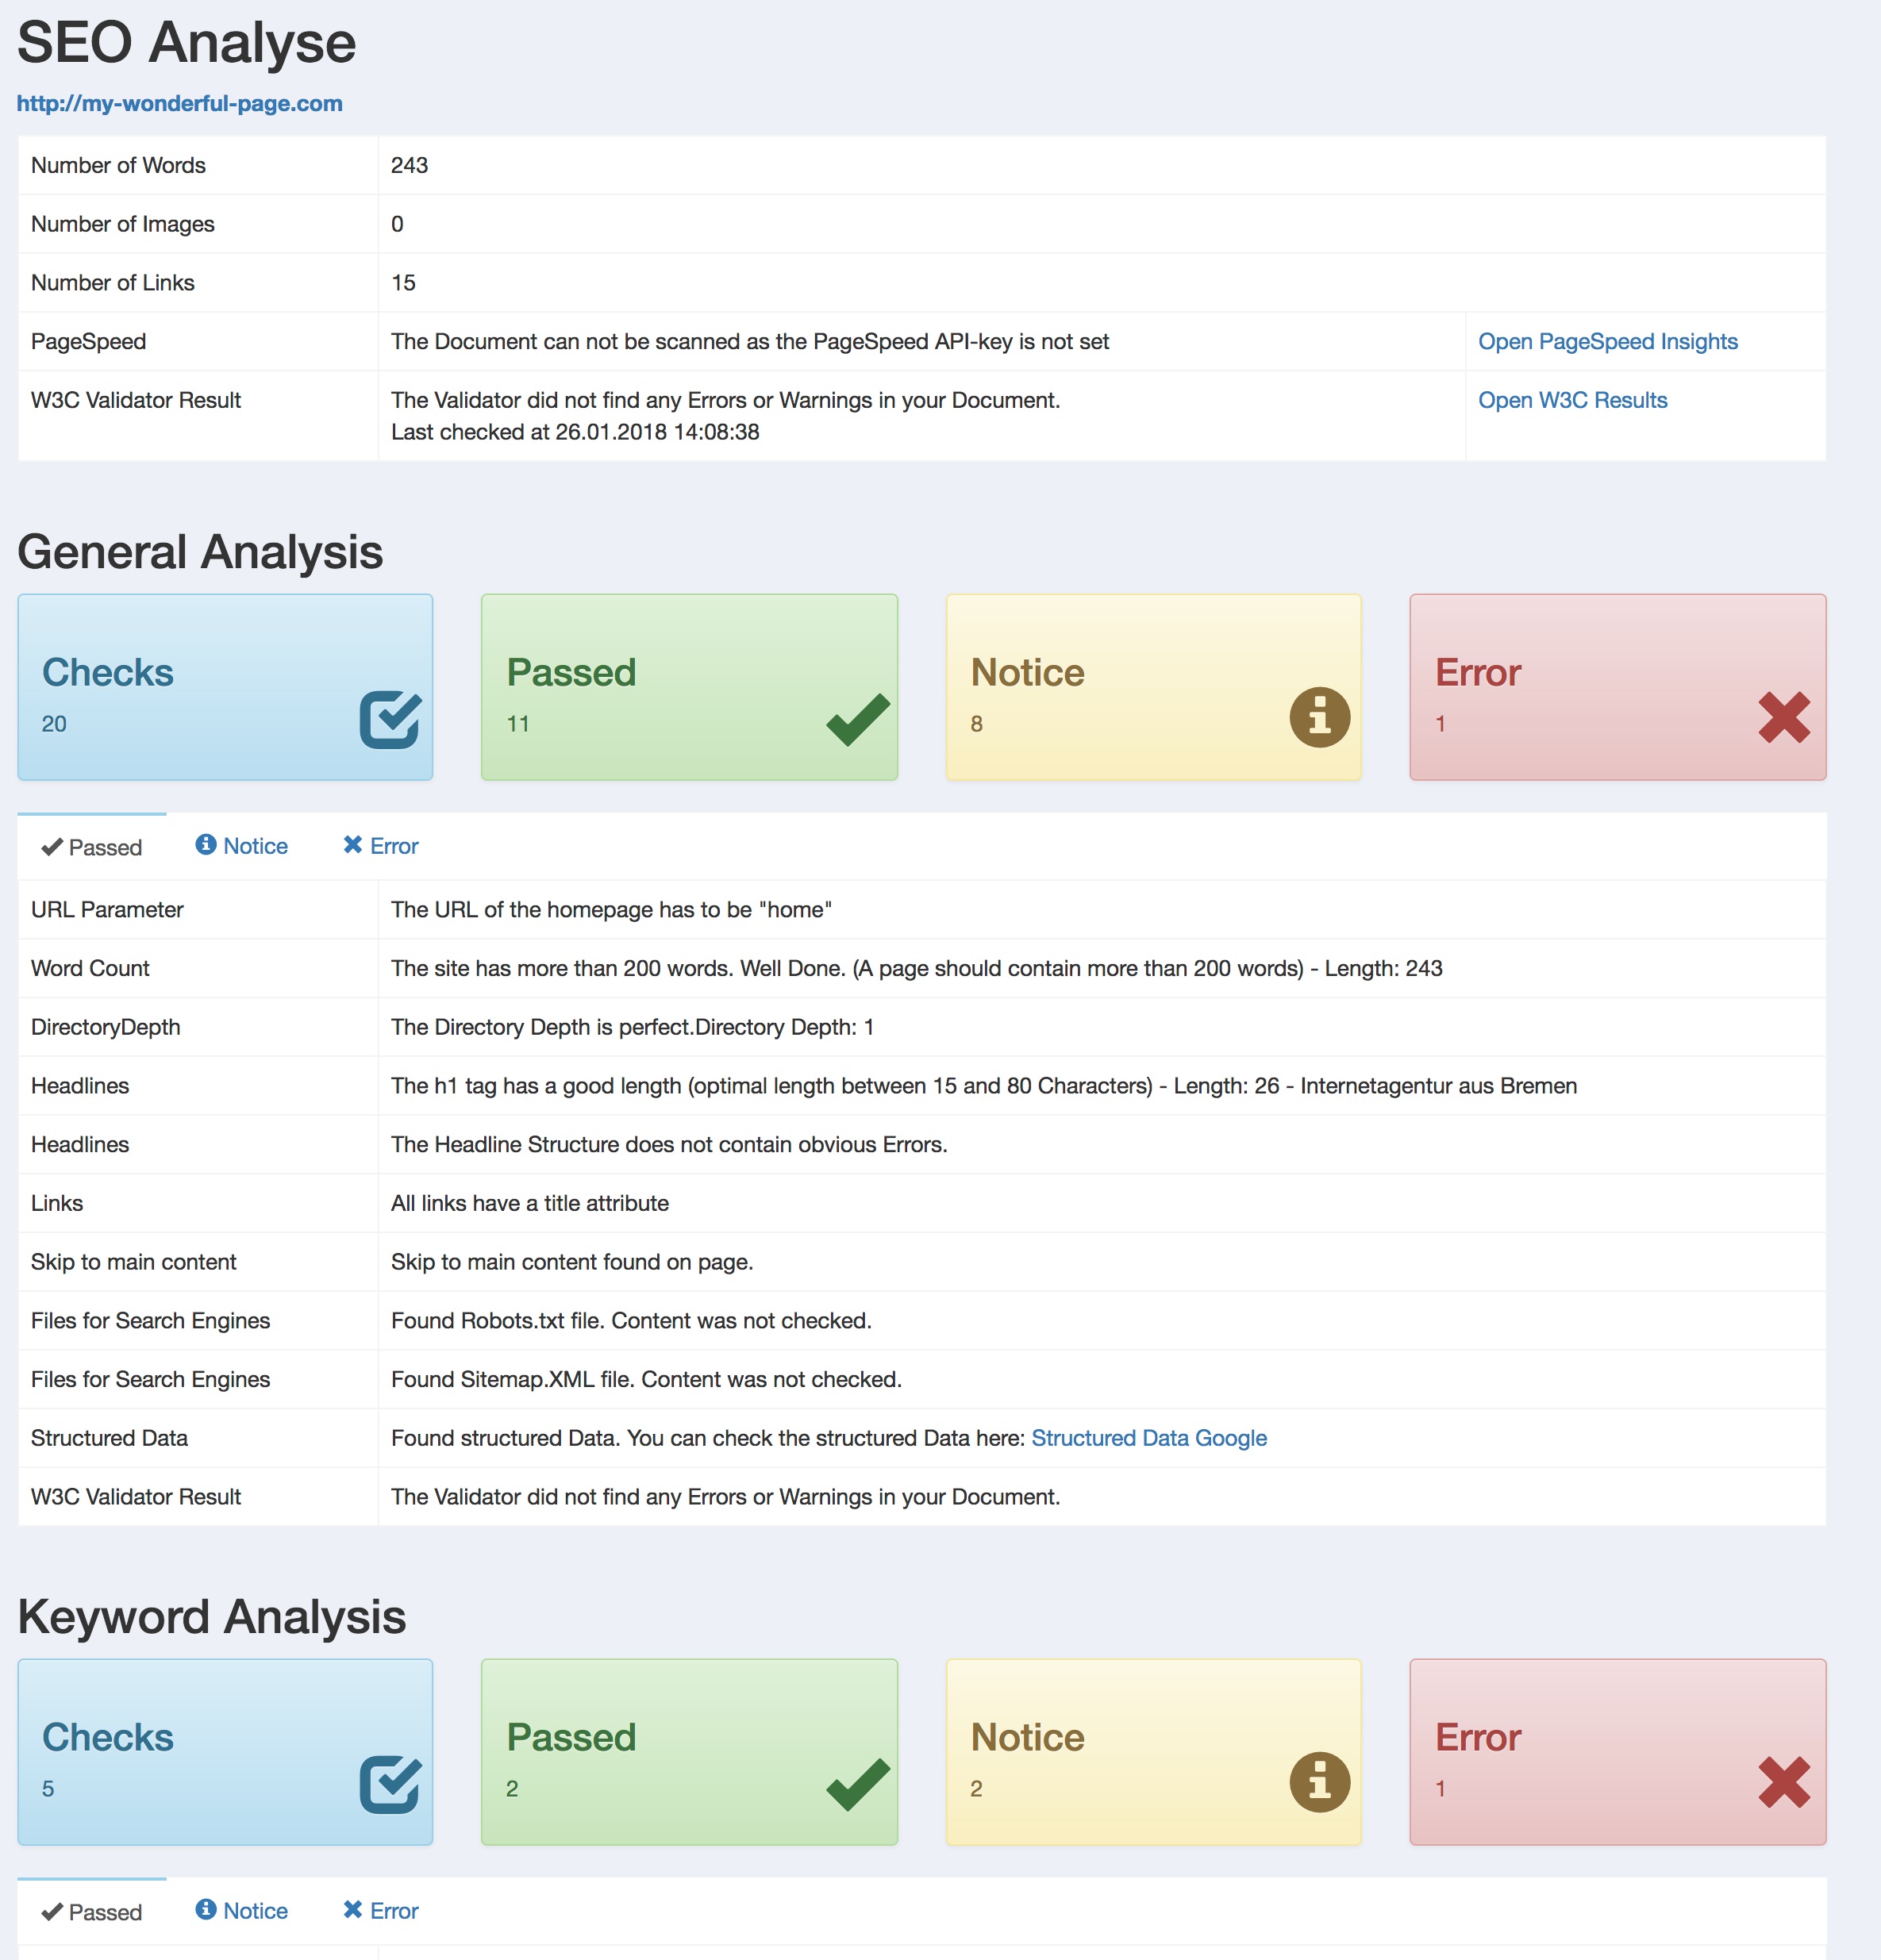 SEO Analyse
http://my-wonderful-page.com
Number of Words 243
Number of Images 0
Number of Links 15
PageSpeed The Document can not be scanned as the PageSpeed API-key is not set Open PageSpeed Insights
W3C Validator Result The Validator did not find any Errors or Warnings in your Document. Open W3C Results
Last checked at 26.01.2018 14:08:38
General Analysis
Checks Passed Notice Error
20 11 8 1
Passed Notice Error
URL Parameter The URL of the homepage has to be "home"
Word Count The site has more than 200 words. Well Done. (A page should contain more than 200 words) - Length: 243
DirectoryDepth The Directory Depth is perfect.Directory Depth: 1
Headlines The h1 tag has a good length (optimal length between 15 and 80 Characters) - Length: 26 - Internetagentur aus Bremen
Headlines The Headline Structure does not contain obvious Errors.
Links All links have a title attribute
Skip to main content Skip to main content found on page.
Files for Search Engines Found Robots.txt file. Content was not checked.
Files for Search Engines Found Sitemap.XML file. Content was not checked.
Structured Data Found structured Data. You can check the structured Data here: Structured Data Google
W3C Validator Result The Validator did not find any Errors or Warnings in your Document.
Keyword Analysis
Checks Passed Notice Error
5 2 2 1
Passed Notice Error